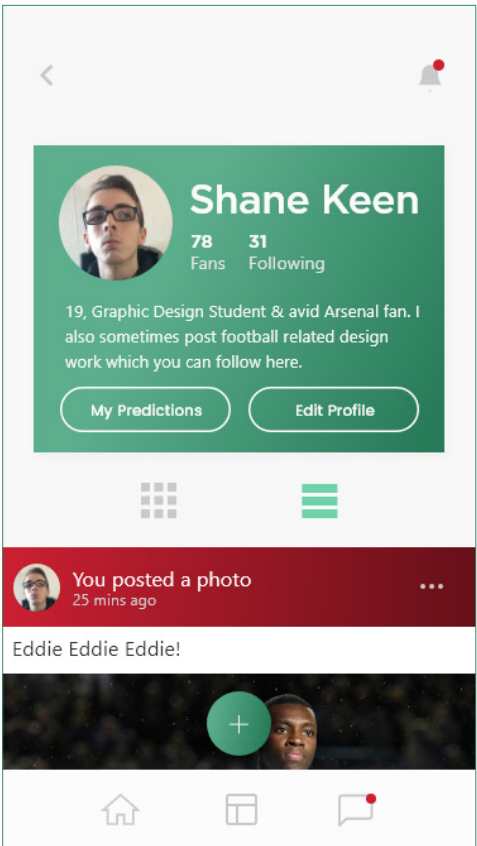 Shane Keen
78 31
Fans Following
19, Graphic Design Student & avid Arsenal fan. I
also sometimes post football related design
work which you can follow here.
My Predictions Edit Profile
You posted a photo
25 mins ago
Eddie Eddie Eddie!